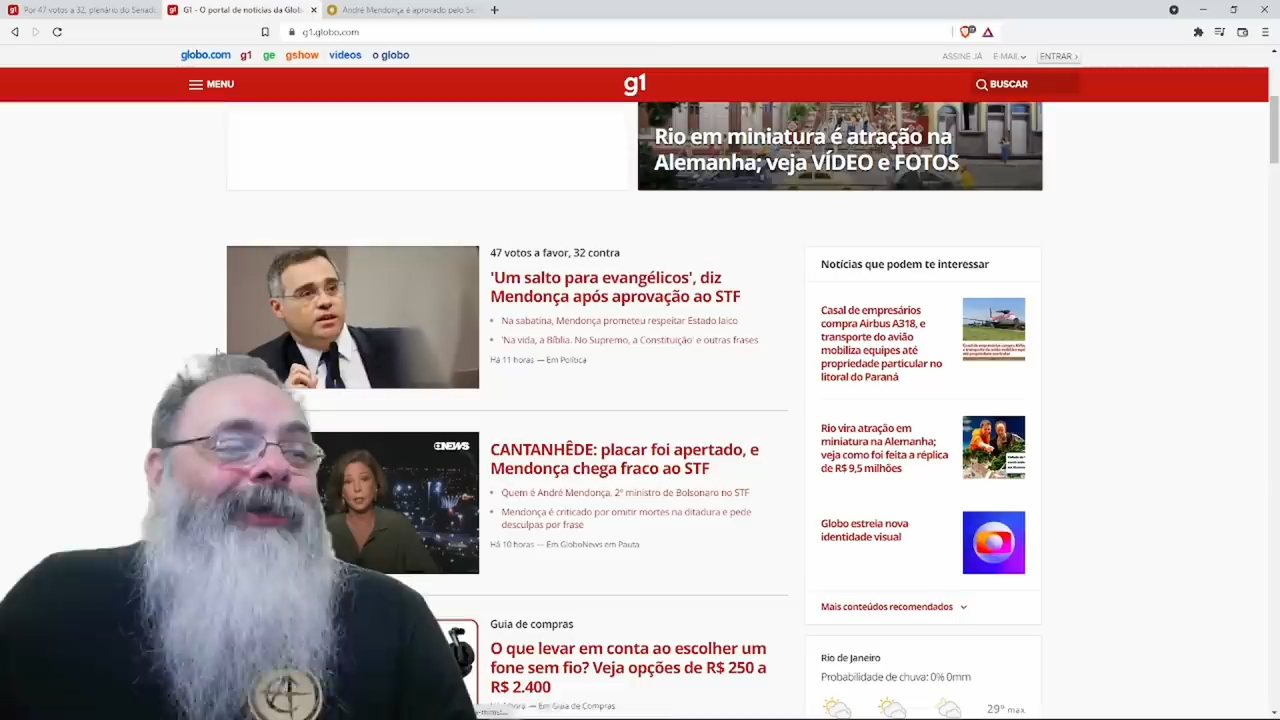 Por 47 votos a 32, plenário do Senado
G1 - O portal de notícias da Glob
André Mendonça é aprovado pelo Se
g1.globo.com
globo.com g1 ge gshow vídeos o globo
ASSINE JÁ E-MAIL ENTRAR
MENU
g1
BUSCAR
Rio em miniatura é atração na
Alemanha; veja VÍDEO e FOTOS
47 votos a favor, 32 contra
'Um salto para evangélicos', diz
Mendonça após aprovação ao STF
Na sabatina, Mendonça prometeu respeitar Estado laico
'Na vida, a Bíblia. No Supremo, a Constituição' e outras frases
Há 11 horas — Em Política
NEWS
CANTANHÊDE: placar foi apertado, e
Mendonça chega fraco ao STF
Quem é André Mendonça, 2º ministro de Bolsonaro no STF
Mendonça é criticado por omitir mortes na ditadura e pede
desculpas por frase
Há 10 horas — Em GloboNews em Pauta
Guia de compras
O que levar em conta ao escolher um
fone sem fio? Veja opções de R$ 250 a
R$ 2.400
hora — Em Guia de Compras
Notícias que podem te interessar
Casal de empresários
compra Airbus A318, e
transporte do avião
mobiliza equipes até
propriedade particular no
litoral do Paraná
Rio vira atração em
miniatura na Alemanha;
veja como foi feita a réplica
de R$ 9,5 milhões
Globo estreia nova
identidade visual
Mais conteúdos recomendados
Rio de Janeiro
Probabilidade de chuva: 0% 0mm
29° max